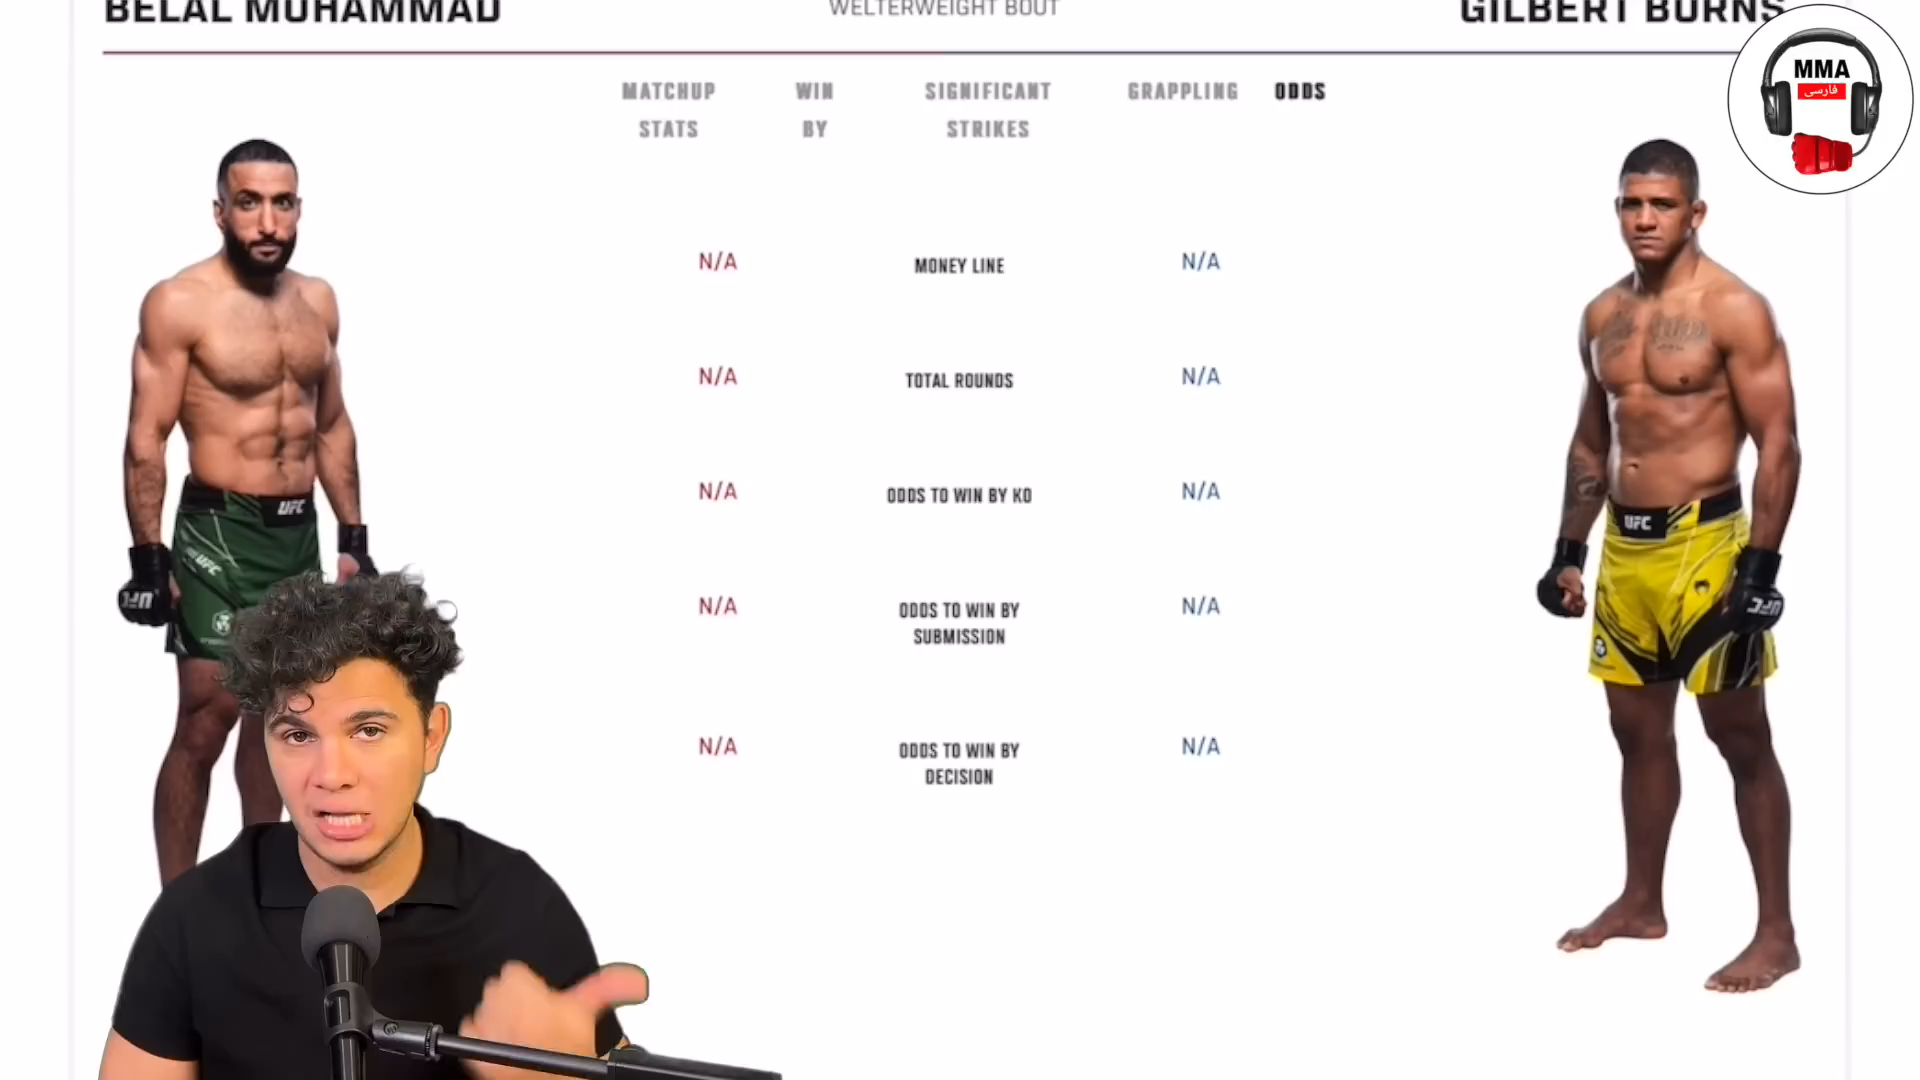 BELAL MUHAMMAD
WELTERWEIGHT BOUT
GILBERT BURNS
MMA
فارسی
MATCHUP STATS
WIN BY
SIGNIFICANT STRIKES
GRAPPLING
ODDS
N/A MONEY LINE N/A
N/A TOTAL ROUNDS N/A
N/A ODDS TO WIN BY KO N/A
N/A ODDS TO WIN BY N/A
SUBMISSION
N/A ODDS TO WIN BY N/A
DECISION
UFC
UFC
UFC
UFC
UFC